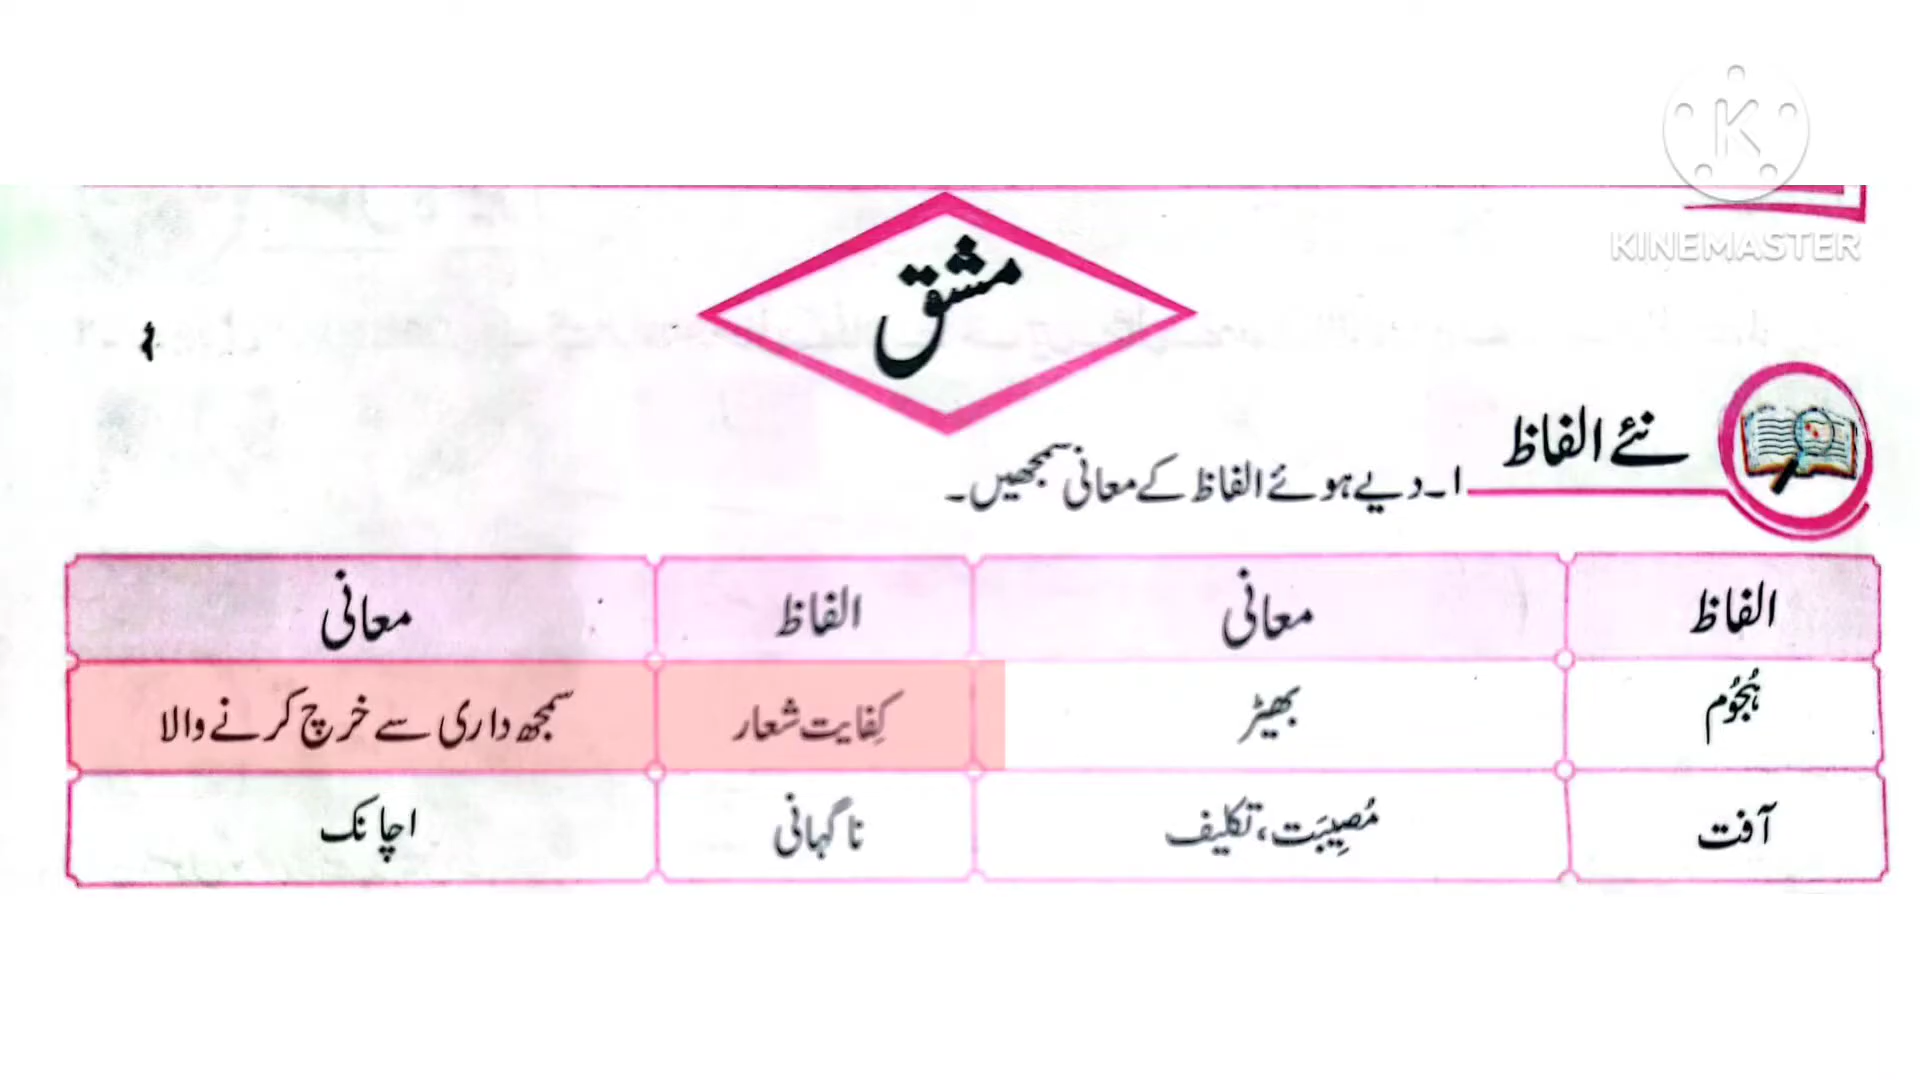 KINEMASTER
مشق
نئے الفاظ
۱۔ دیے ہوئے الفاظ کے معانی سمجھیں۔
الفاظ معانی الفاظ معانی
ہُجُوم بھیڑ کِفایت شعار سمجھ داری سے خرچ کرنے والا
آفت مُصِیبَت، تکلیف ناگہانی اچانک